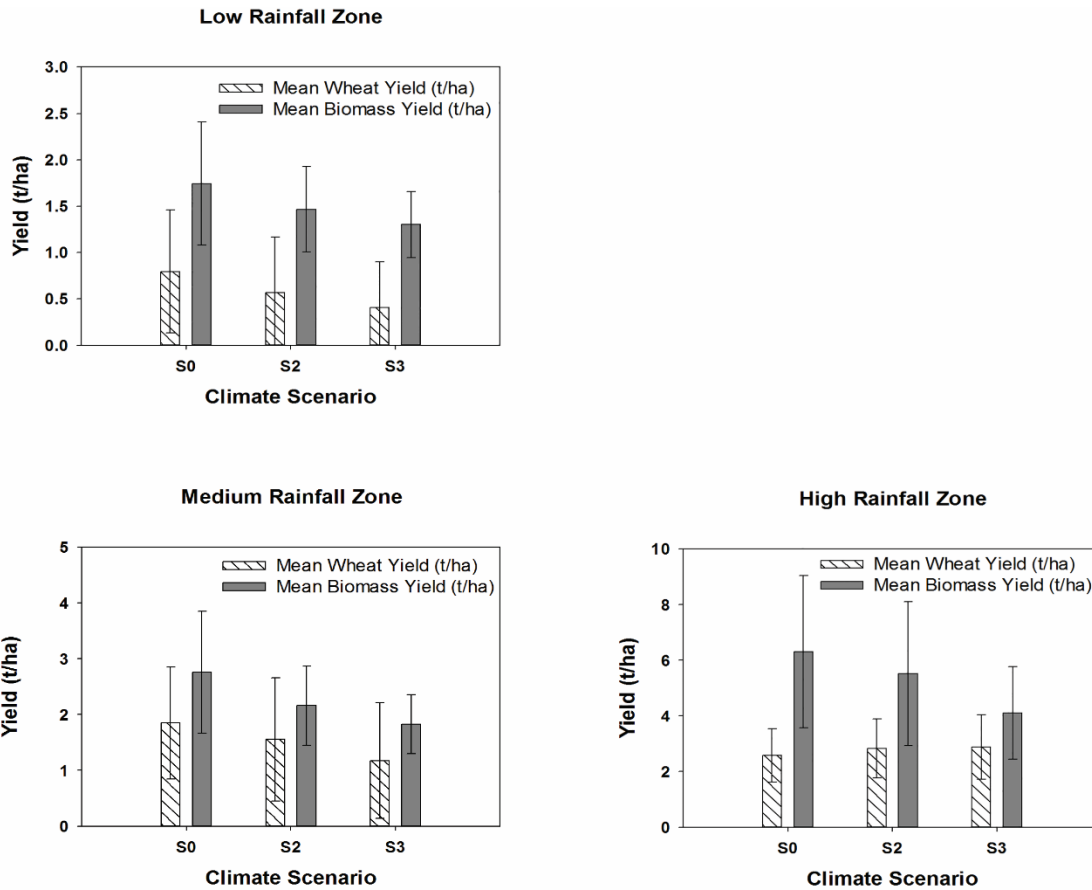 Low Rainfall Zone
Mean Wheat Yield (t/ha)
Mean Biomass Yield (t/ha)
Yield (t/ha)
3.0
2.5
2.0
1.5
1.0
0.5
0.0
S0 S2 S3
Climate Scenario
Medium Rainfall Zone
Mean Wheat Yield (t/ha)
Mean Biomass Yield (t/ha)
Yield (t/ha)
5
4
3
2
1
0
S0 S2 S3
Climate Scenario
High Rainfall Zone
Mean Wheat Yield (t/ha)
Mean Biomass Yield (t/ha)
Yield (t/ha)
10
8
6
4
2
0
S0 S2 S3
Climate Scenario